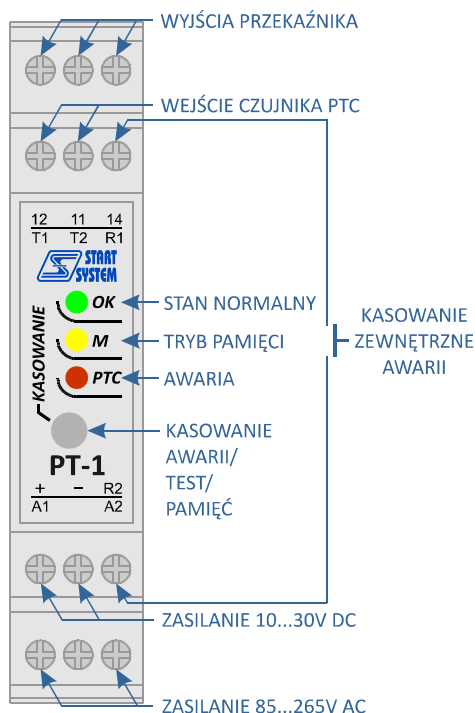 WYJŚCIA PRZEKAŹNIKA
WEJŚCIE CZUJNIKA PTC
12 11 14
T1 T2 R1
START
SYSTEM
KASOWANIE
OK
STAN NORMALNY
M
TRYB PAMIĘCI
PTC
AWARIA
KASOWANIE
ZEWNĘTRZNE
AWARII
KASOWANIE
AWARII/
TEST/
PAMIĘĆ
PT-1
+ − R2
A1 A2
ZASILANIE 10...30V DC
ZASILANIE 85...265V AC